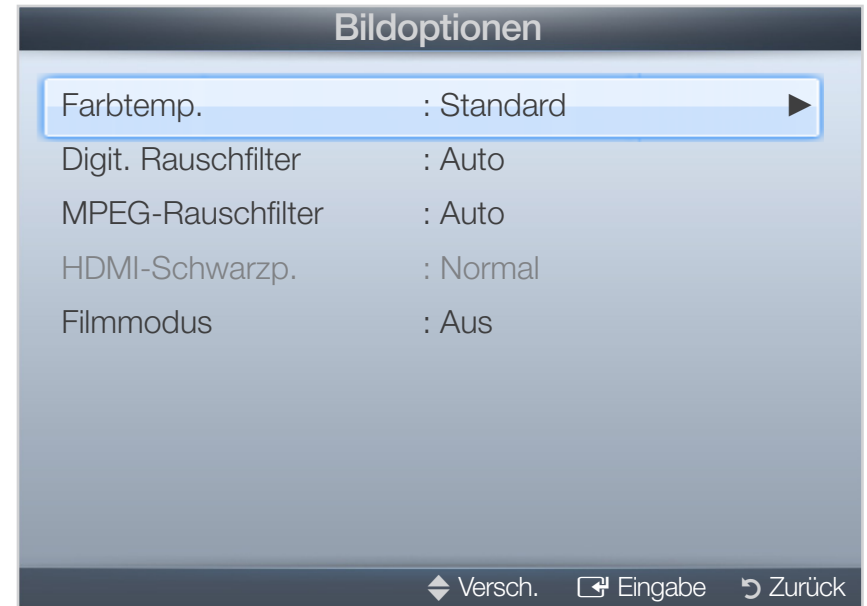 Bildoptionen
Farbtemp. : Standard ►
Digit. Rauschfilter : Auto
MPEG-Rauschfilter : Auto
HDMI-Schwarzp. : Normal
Filmmodus : Aus
Versch. Eingabe Zurück